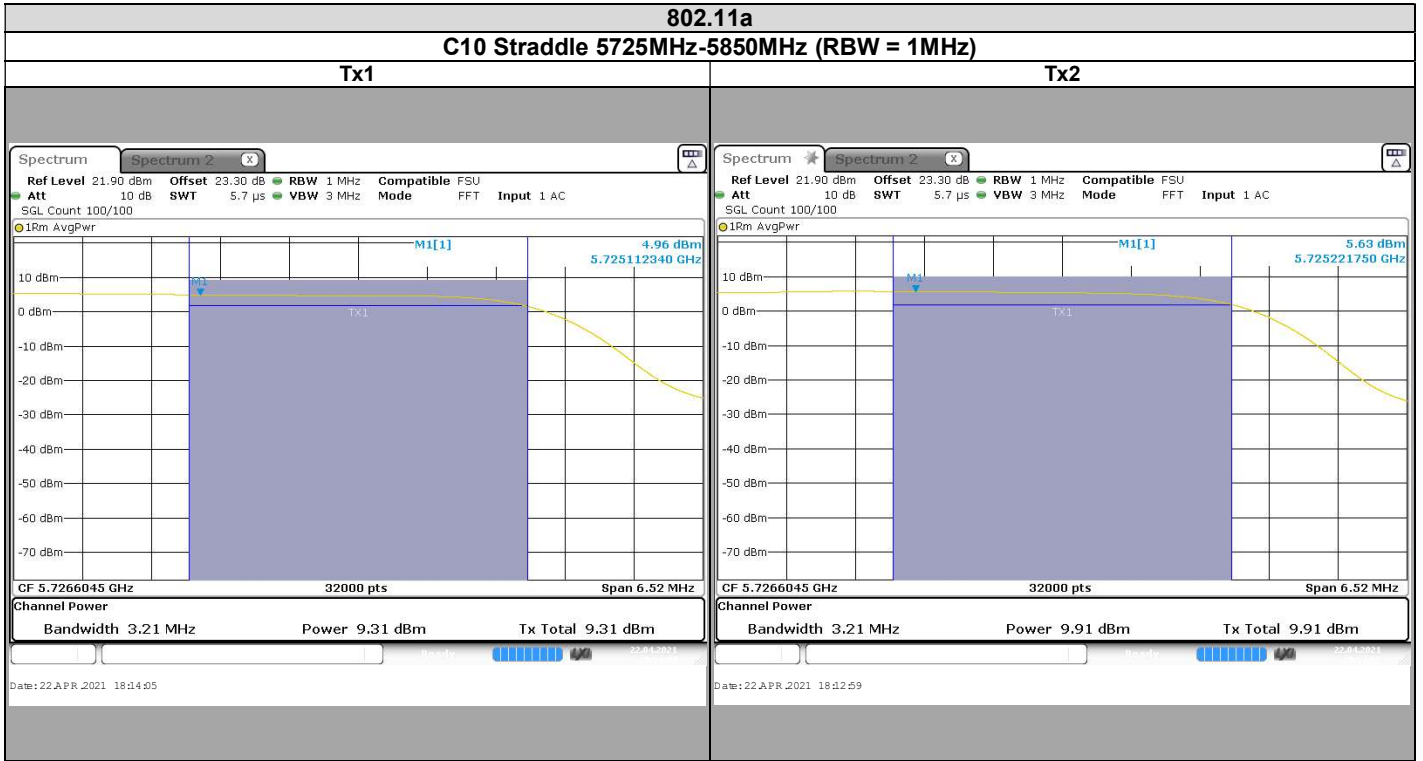 802.11a
C10 Straddle 5725MHz-5850MHz (RBW = 1MHz)
Tx1
Tx2
Spectrum Spectrum 2 X
Ref Level 21.90 dBm Offset 23.30 dB RBW 1 MHz Compatible FSU
Att 10 dB SWT 5.7 µs VBW 3 MHz Mode FFT Input 1 AC
SGL Count 100/100
1Rm AvgPwr
M1[1] 4.96 dBm
5.725112340 GHz
M1
10 dBm
0 dBm
TX1
-10 dBm
-20 dBm
-30 dBm
-40 dBm
-50 dBm
-60 dBm
-70 dBm
CF 5.7266045 GHz 32000 pts Span 6.52 MHz
Channel Power
Bandwidth 3.21 MHz Power 9.31 dBm Tx Total 9.31 dBm
Ready 22.04.2021
Date: 22.APR.2021 18:14:05
Spectrum Spectrum 2 X
Ref Level 21.90 dBm Offset 23.30 dB RBW 1 MHz Compatible FSU
Att 10 dB SWT 5.7 µs VBW 3 MHz Mode FFT Input 1 AC
SGL Count 100/100
1Rm AvgPwr
M1[1] 5.63 dBm
5.725221750 GHz
M1
10 dBm
0 dBm
TX1
-10 dBm
-20 dBm
-30 dBm
-40 dBm
-50 dBm
-60 dBm
-70 dBm
CF 5.7266045 GHz 32000 pts Span 6.52 MHz
Channel Power
Bandwidth 3.21 MHz Power 9.91 dBm Tx Total 9.91 dBm
Ready 22.04.2021
Date: 22.APR.2021 18:12:59